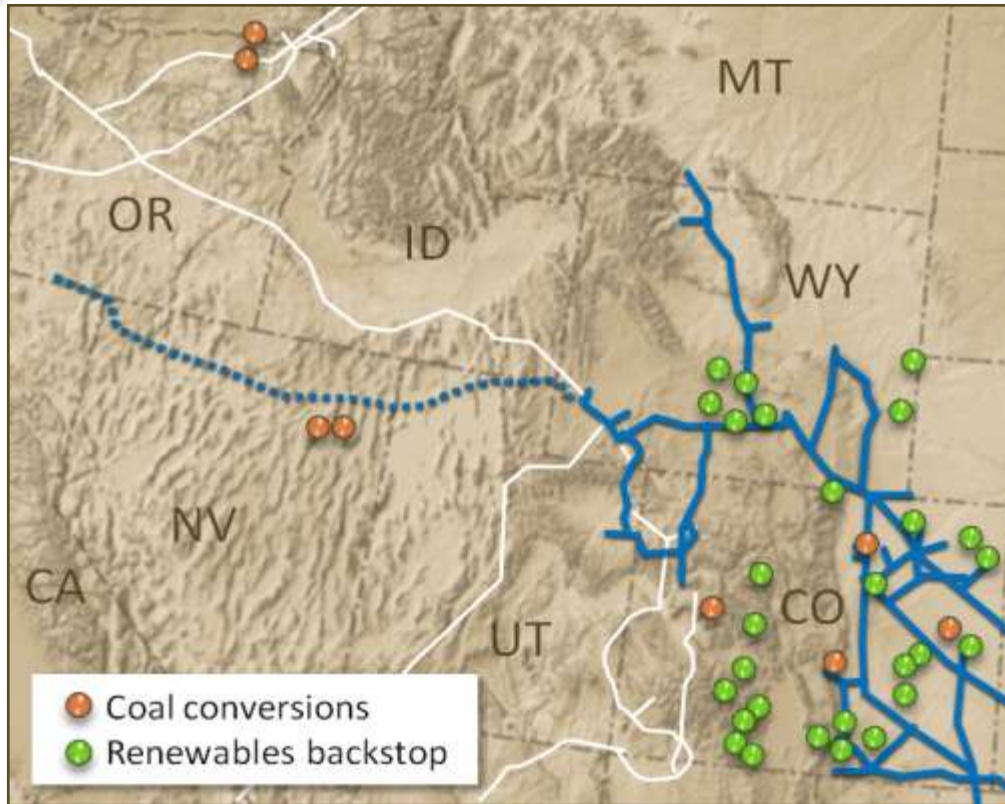 MT
OR
ID
WY
NV
CA
UT
CO
Coal conversions
Renewables backstop